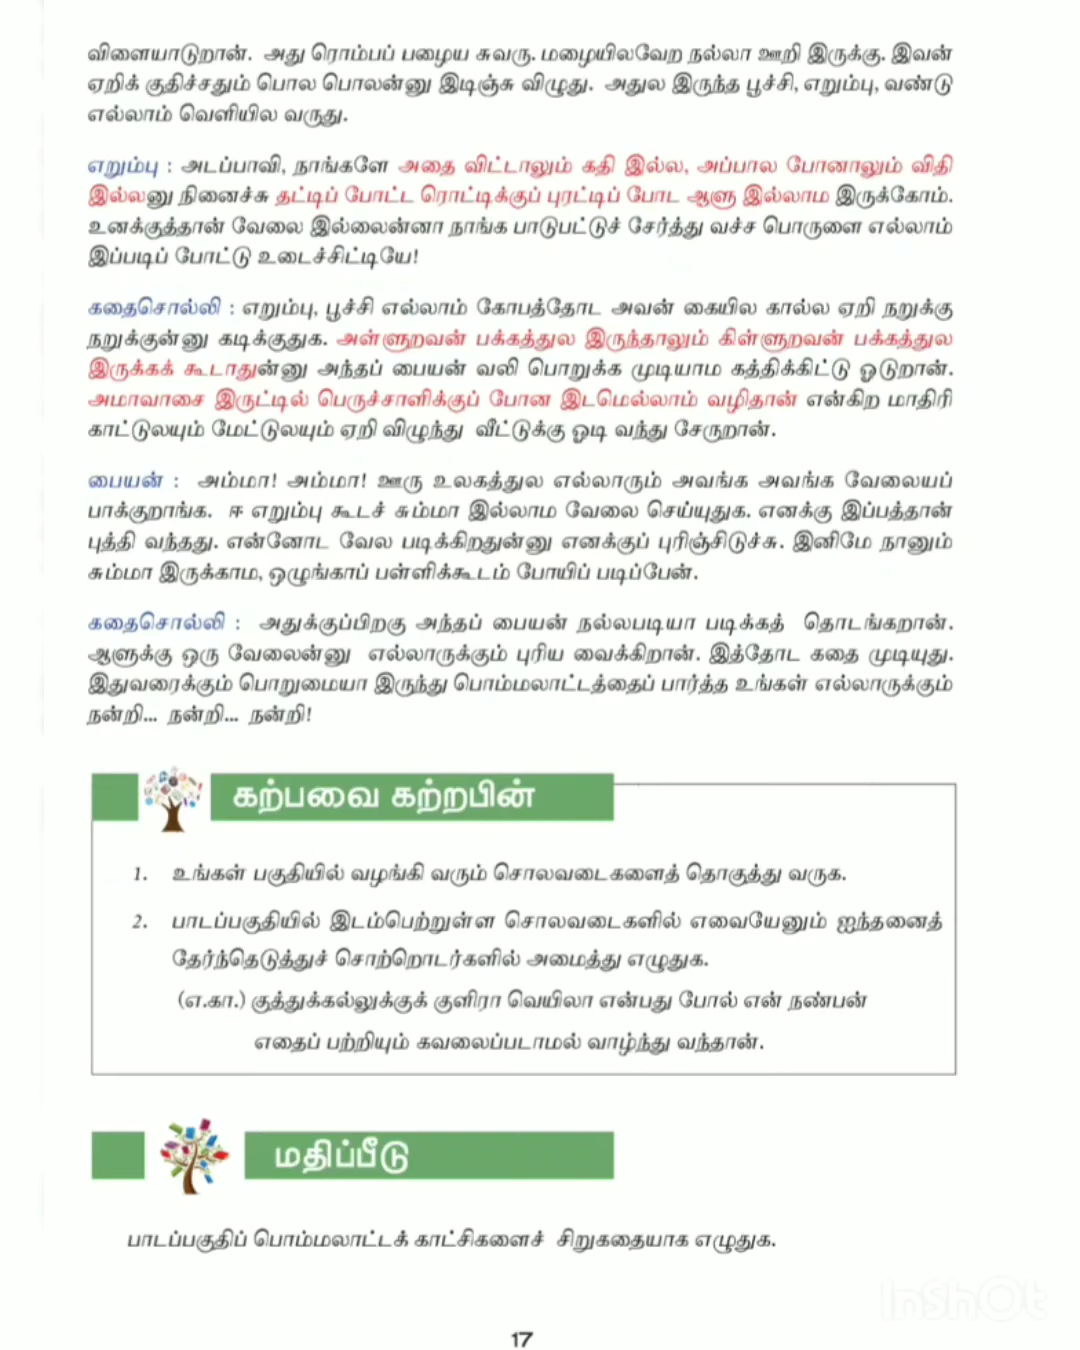 விளையாடுறான். அது ரொம்பப் பழைய சுவரு. மழையிலவேற நல்லா ஊறி இருக்கு. இவன்
ஏறிக் குதிச்சதும் பொல பொலன்னு இடிஞ்சு விழுது. அதுல இருந்த பூச்சி, எறும்பு, வண்டு
எல்லாம் வெளியில வருது.
எறும்பு : அடப்பாவி, நாங்களே அதை விட்டாலும் கதி இல்ல, அப்பால போனாலும் விதி
இல்லனு நினைச்சு தட்டிப் போட்ட ரொட்டிக்குப் புரட்டிப் போட ஆளு இல்லாம இருக்கோம்.
உனக்குத்தான் வேலை இல்லைன்னா நாங்க பாடுபட்டுச் சேர்த்து வச்ச பொருளை எல்லாம்
இப்படிப் போட்டு உடைச்சிட்டியே!
கதைசொல்லி : எறும்பு, பூச்சி எல்லாம் கோபத்தோட அவன் கையில கால்ல ஏறி நறுக்கு
நறுக்குன்னு கடிக்குதுக. அள்ளுறவன் பக்கத்துல இருந்தாலும் கிள்ளுறவன் பக்கத்துல
இருக்கக் கூடாதுன்னு அந்தப் பையன் வலி பொறுக்க முடியாம கத்திக்கிட்டு ஓடுறான்.
அமாவாசை இருட்டில் பெருச்சாளிக்குப் போன இடமெல்லாம் வழிதான் என்கிற மாதிரி
காட்டுலயும் மேட்டுலயும் ஏறி விழுந்து வீட்டுக்கு ஓடி வந்து சேருறான்.
பையன் : அம்மா! அம்மா! ஊரு உலகத்துல எல்லாரும் அவங்க அவங்க வேலையப்
பாக்குறாங்க. ஈ எறும்பு கூடச் சும்மா இல்லாம வேலை செய்யுதுக. எனக்கு இப்பத்தான்
புத்தி வந்தது. என்னோட வேல படிக்கிறதுன்னு எனக்குப் புரிஞ்சிடுச்சு. இனிமே நானும்
சும்மா இருக்காம, ஒழுங்காப் பள்ளிக்கூடம் போயிப் படிப்பேன்.
கதைசொல்லி : அதுக்குப்பிறகு அந்தப் பையன் நல்லபடியா படிக்கத் தொடங்கறான்.
ஆளுக்கு ஒரு வேலைன்னு எல்லாருக்கும் புரிய வைக்கிறான். இத்தோட கதை முடியுது.
இதுவரைக்கும் பொறுமையா இருந்து பொம்மலாட்டத்தைப் பார்த்த உங்கள் எல்லாருக்கும்
நன்றி... நன்றி... நன்றி!
கற்பவை கற்றபின்
1. உங்கள் பகுதியில் வழங்கி வரும் சொலவடைகளைத் தொகுத்து வருக.
2. பாடப்பகுதியில் இடம்பெற்றுள்ள சொலவடைகளில் எவையேனும் ஐந்தனைத்
தேர்ந்தெடுத்துச் சொற்றொடர்களில் அமைத்து எழுதுக.
(எ.கா.) குத்துக்கல்லுக்குக் குளிரா வெயிலா என்பது போல் என் நண்பன்
எதைப் பற்றியும் கவலைப்படாமல் வாழ்ந்து வந்தான்.
மதிப்பீடு
பாடப்பகுதிப் பொம்மலாட்டக் காட்சிகளைச் சிறுகதையாக எழுதுக.
InShOt
17